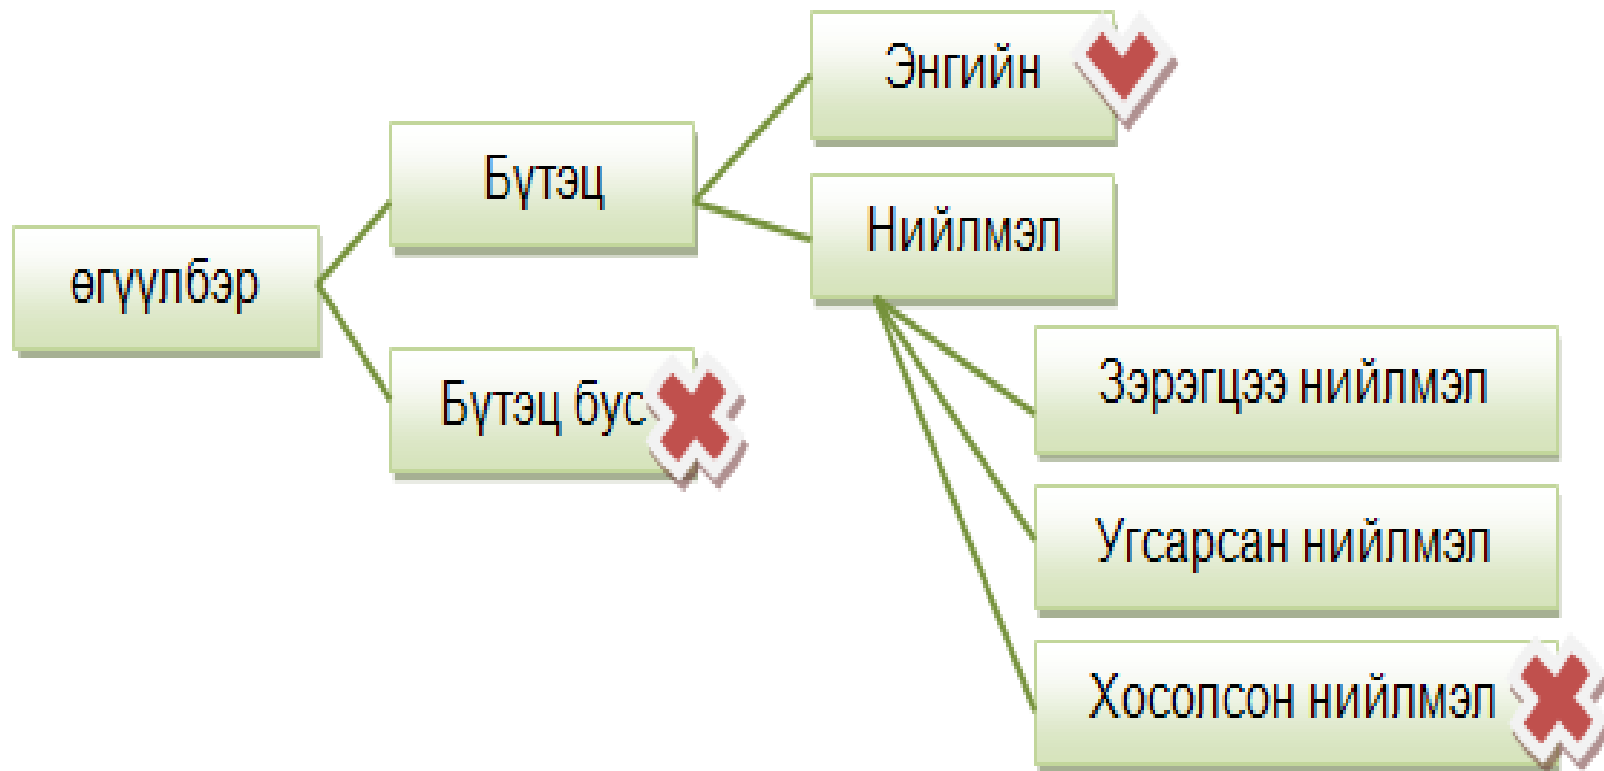 Энгийн
Бүтэц
Нийлмэл
өгүүлбэр
Бүтэц бус
Зэрэгцээ нийлмэл
Угсарсан нийлмэл
Хосолсон нийлмэл